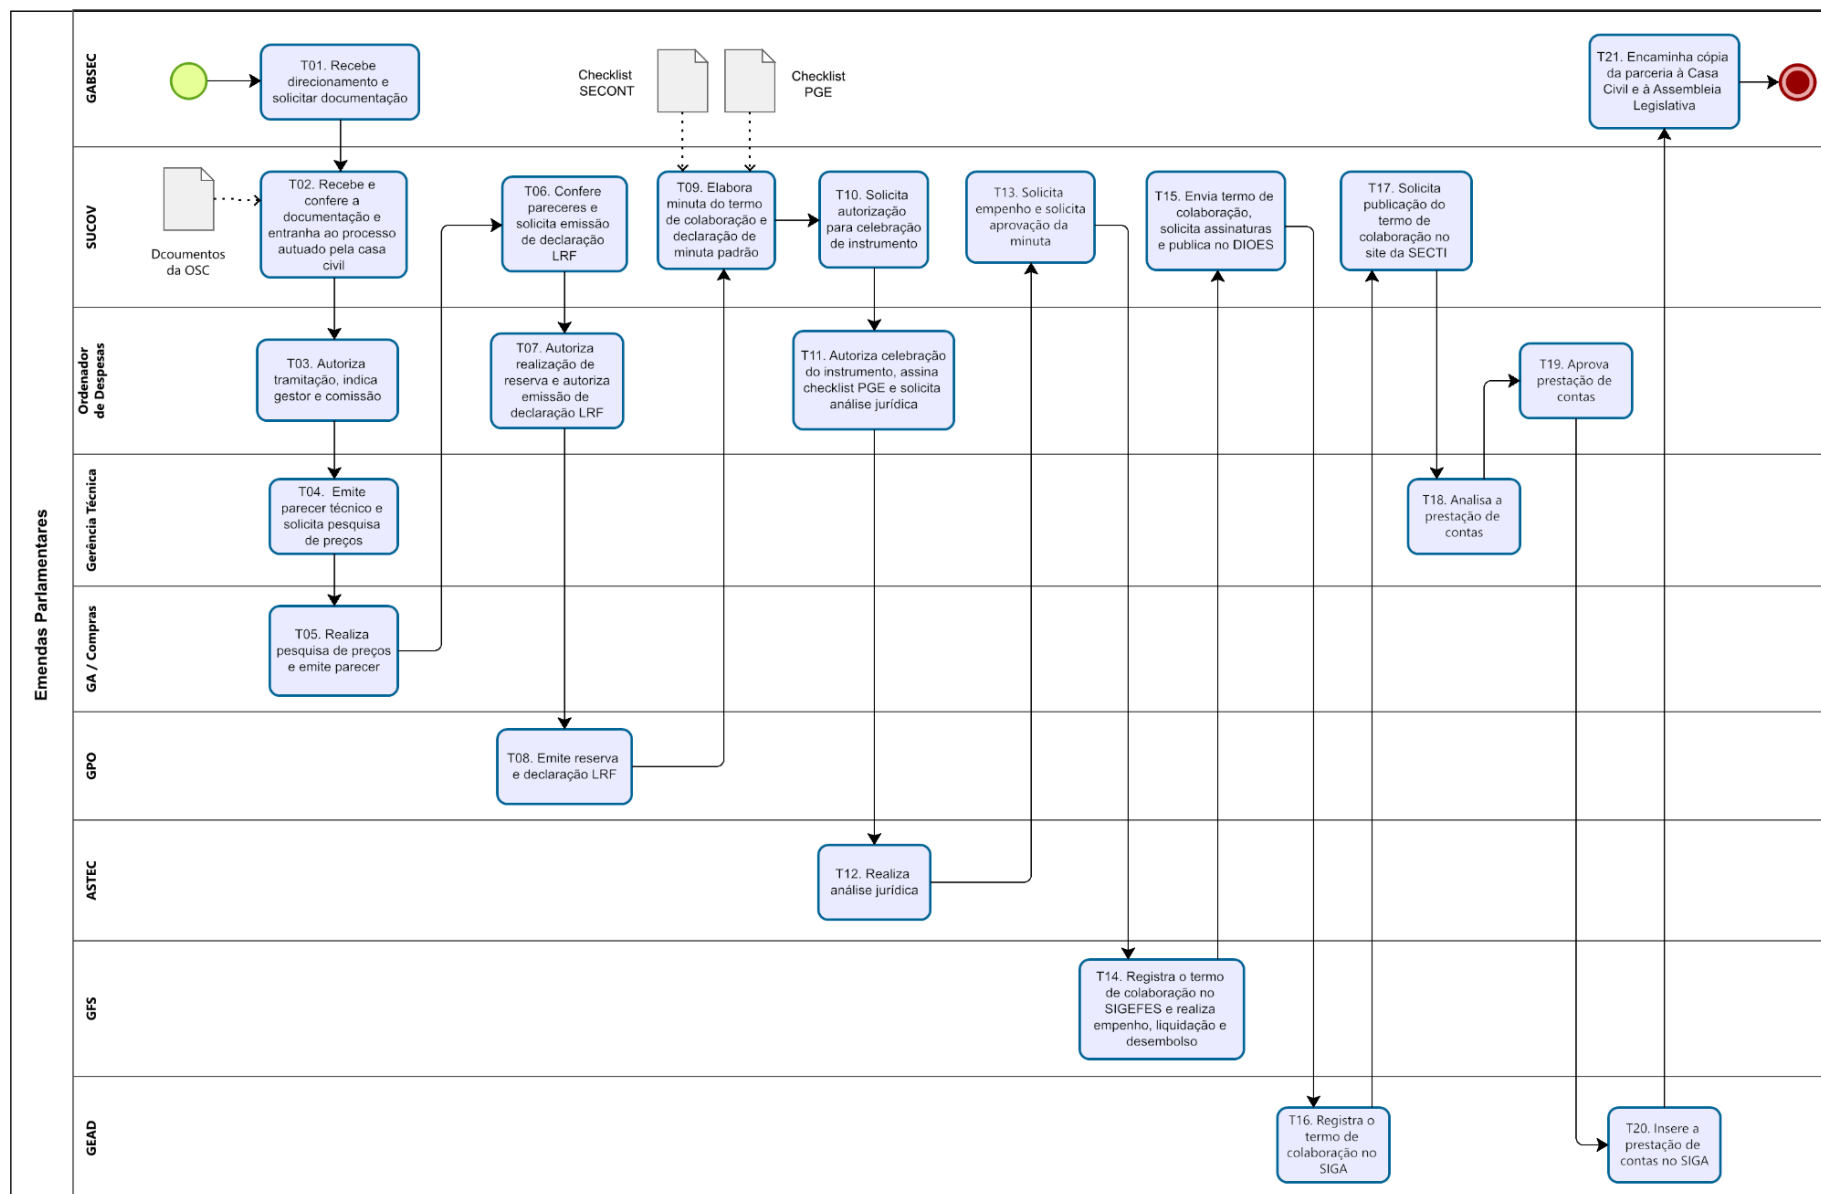 Emendas Parlamentares
GABSEC
T01. Recebe
direcionamento e
solicitar documentação
Checklist
SECONT
Checklist
PGE
T21. Encaminha cópia
da parceria à Casa
Civil e à Assembleia
Legislativa
SUCOV
Dcoumentos
da OSC
T02. Recebe e
confere a
documentação e
entranha ao processo
autuado pela casa
civil
T06. Confere
pareceres e
solicita emissão
de declaração
LRF
T09. Elabora
minuta do termo
de colaboração e
declaração de
minuta padrão
T10. Solicita
autorização
para celebração
de instrumento
T13. Solicita
empenho e solicita
aprovação da
minuta
T15. Envia termo de
colaboração,
solicita assinaturas
e publica no DIOES
T17. Solicita
publicação do
termo de
colaboração no
site da SECTI
Ordenador
de Despesas
T03. Autoriza
tramitação, indica
gestor e comissão
T07. Autoriza
realização de
reserva e autoriza
emissão de
declaração LRF
T11. Autoriza celebração
do instrumento, assina
checklist PGE e solicita
análise jurídica
T19. Aprova
prestação de
contas
Gerência Técnica
T04. Emite
parecer técnico e
solicita pesquisa
de preços
T18. Analisa a
prestação de
contas
GA / Compras
T05. Realiza
pesquisa de preços
e emite parecer
GPO
T08. Emite reserva
e declaração LRF
ASTEC
T12. Realiza
análise jurídica
GFS
T14. Registra o termo
de colaboração no
SIGEFES e realiza
empenho, liquidação e
desembolso
GEAD
T16. Registra o
termo de
colaboração no
SIGA
T20. Insere a
prestação de
contas no SIGA